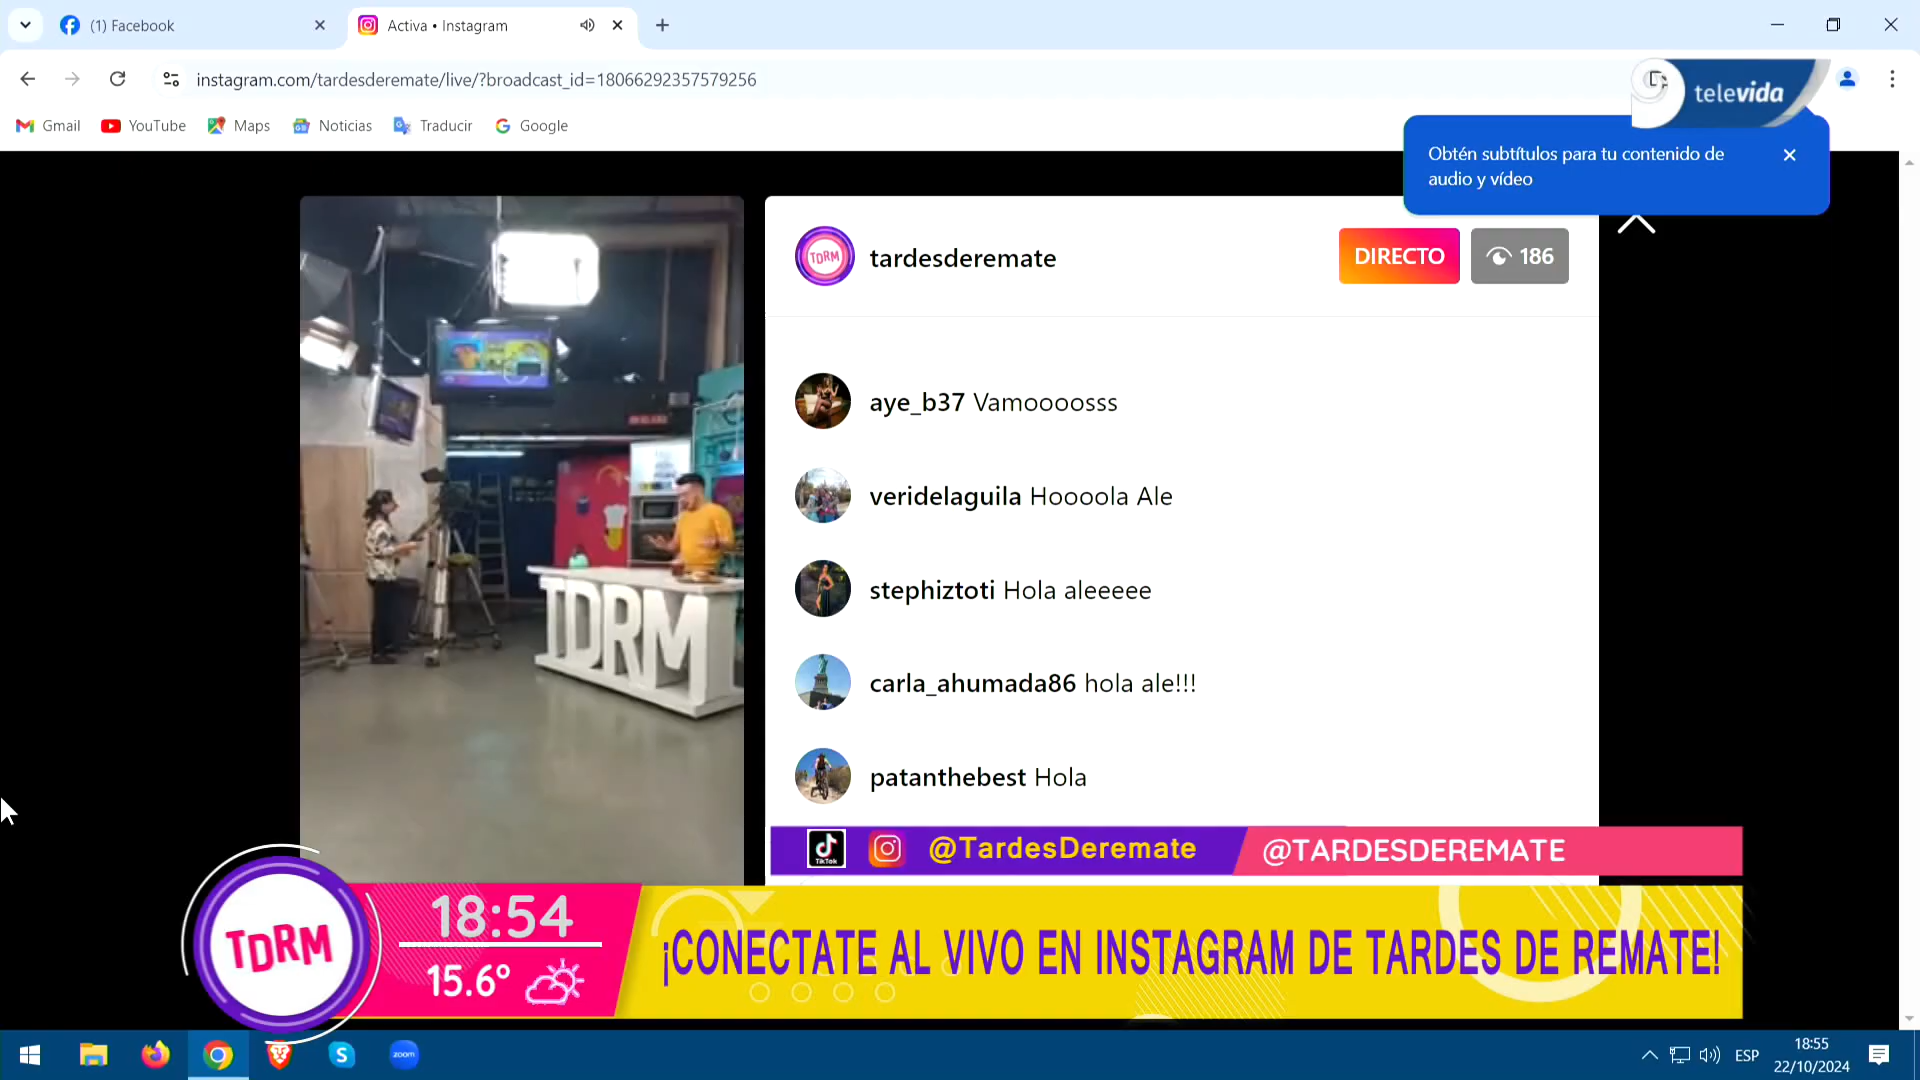 (1) Facebook
Activa • Instagram
instagram.com/tardesderemate/live/?broadcast_id=18066292357579256
televida
Gmail
YouTube
Maps
Noticias
Traducir
Google
Obtén subtítulos para tu contenido de
audio y vídeo
TDRM
tardesderemate
DIRECTO
186
aye_b37 Vamoooosss
veridelaguila Hoooola Ale
stephiztoti Hola aleeeee
carla_ahumada86 hola ale!!!
patanthebest Hola
TDRM
TikTok
@TardesDeremate
@TARDESDEREMATE
TDRM
18:54
15.6°
¡CONECTATE AL VIVO EN INSTAGRAM DE TARDES DE REMATE!
zoom
ESP
18:55
22/10/2024